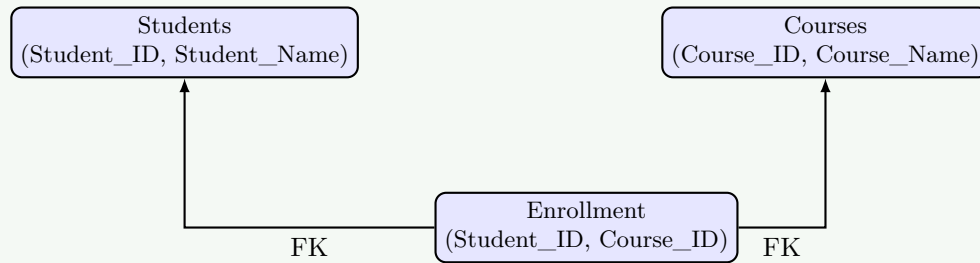 Students
(Student_ID, Student_Name)
Courses
(Course_ID, Course_Name)
Enrollment
(Student_ID, Course_ID)
FK
FK